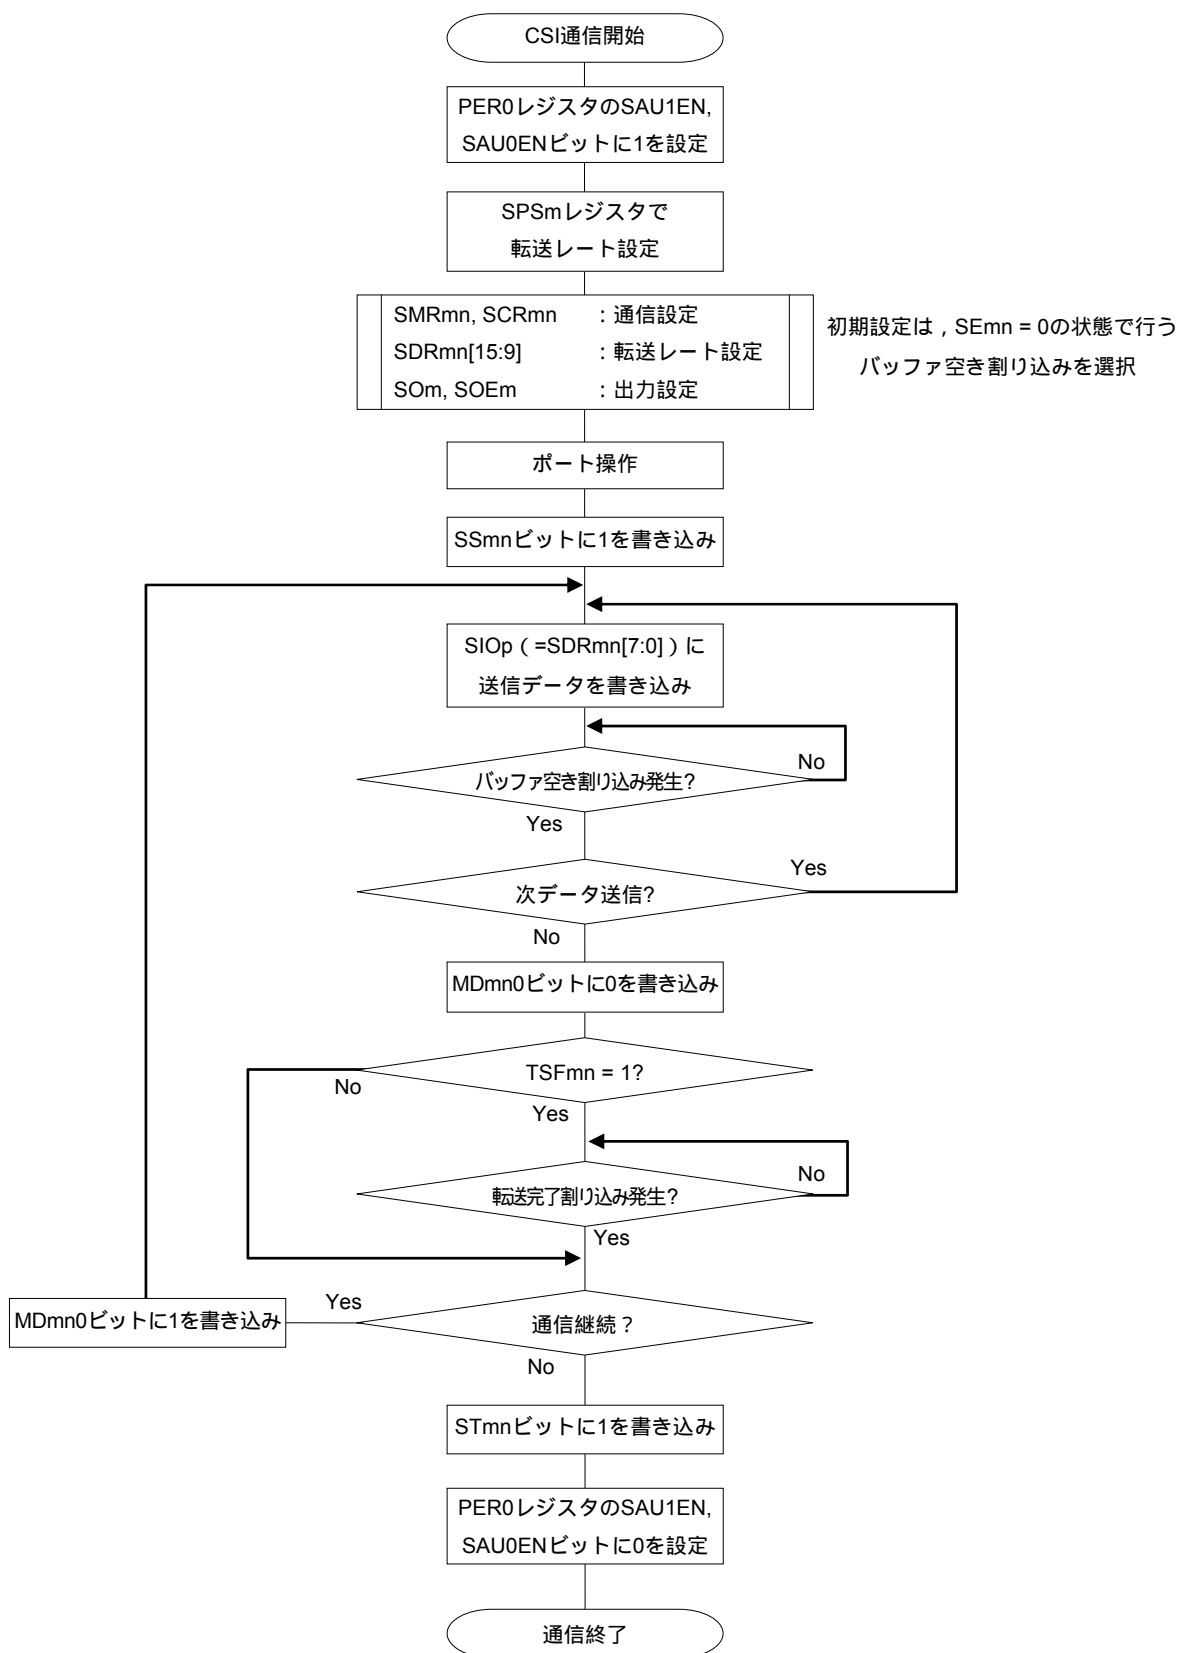 CSI通信開始
PER0レジスタのSAU1EN,
SAU0ENビットに1を設定
SPSmレジスタで
転送レート設定
SMRmn, SCRmn ：通信設定
SDRmn[15:9] ：転送レート設定
SOm, SOEm ：出力設定
初期設定は，SEmn = 0の状態で行う
バッファ空き割り込みを選択
ポート操作
SSmnビットに1を書き込み
SIOp（=SDRmn[7:0]）に
送信データを書き込み
No
バッファ空き割り込み発生?
Yes
Yes
次データ送信?
No
MDmn0ビットに0を書き込み
TSFmn = 1?
No
Yes
No
転送完了割り込み発生?
Yes
MDmn0ビットに1を書き込み
Yes
通信継続？
No
STmnビットに1を書き込み
PER0レジスタのSAU1EN,
SAU0ENビットに0を設定
通信終了